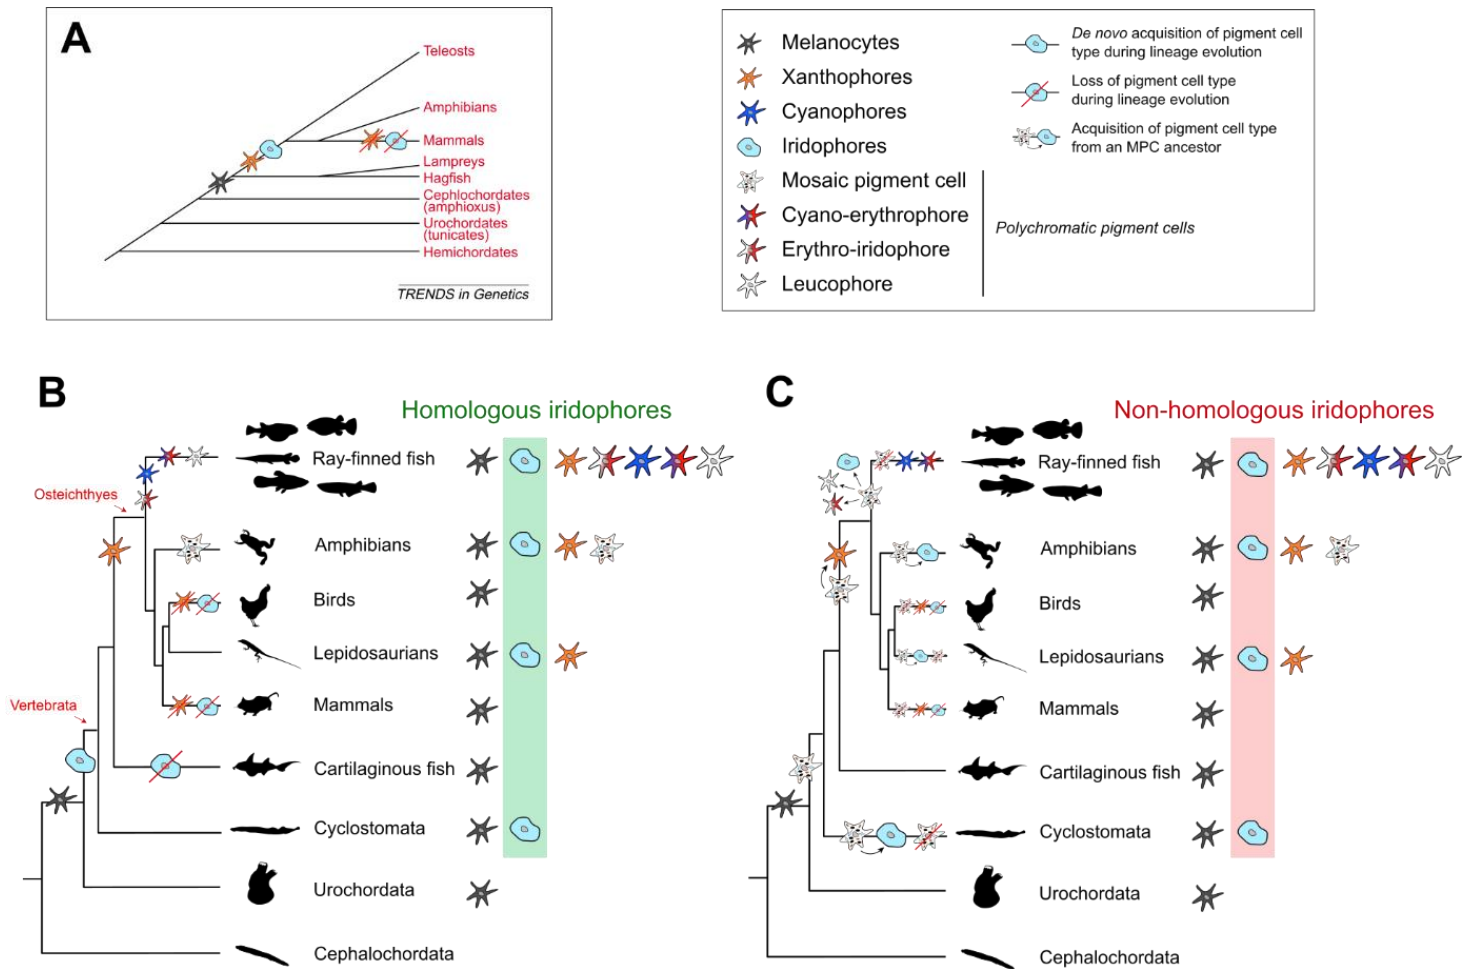 A
Teleosts
Amphibians
Mammals
Lampreys
Hagfish
Cephlochordates
(amphioxus)
Urochordates
(tunicates)
Hemichordates
TRENDS in Genetics
Melanocytes
Xanthophores
Cyanophores
Iridophores
Mosaic pigment cell
Cyano-erythrophore
Erythro-iridophore
Leucophore
Polychromatic pigment cells
De novo acquisition of pigment cell
type during lineage evolution
Loss of pigment cell type
during lineage evolution
Acquisition of pigment cell type
from an MPC ancestor
B
Homologous iridophores
Osteichthyes
Vertebrata
Ray-finned fish
Amphibians
Birds
Lepidosaurians
Mammals
Cartilaginous fish
Cyclostomata
Urochordata
Cephalochordata
C
Non-homologous iridophores
Ray-finned fish
Amphibians
Birds
Lepidosaurians
Mammals
Cartilaginous fish
Cyclostomata
Urochordata
Cephalochordata